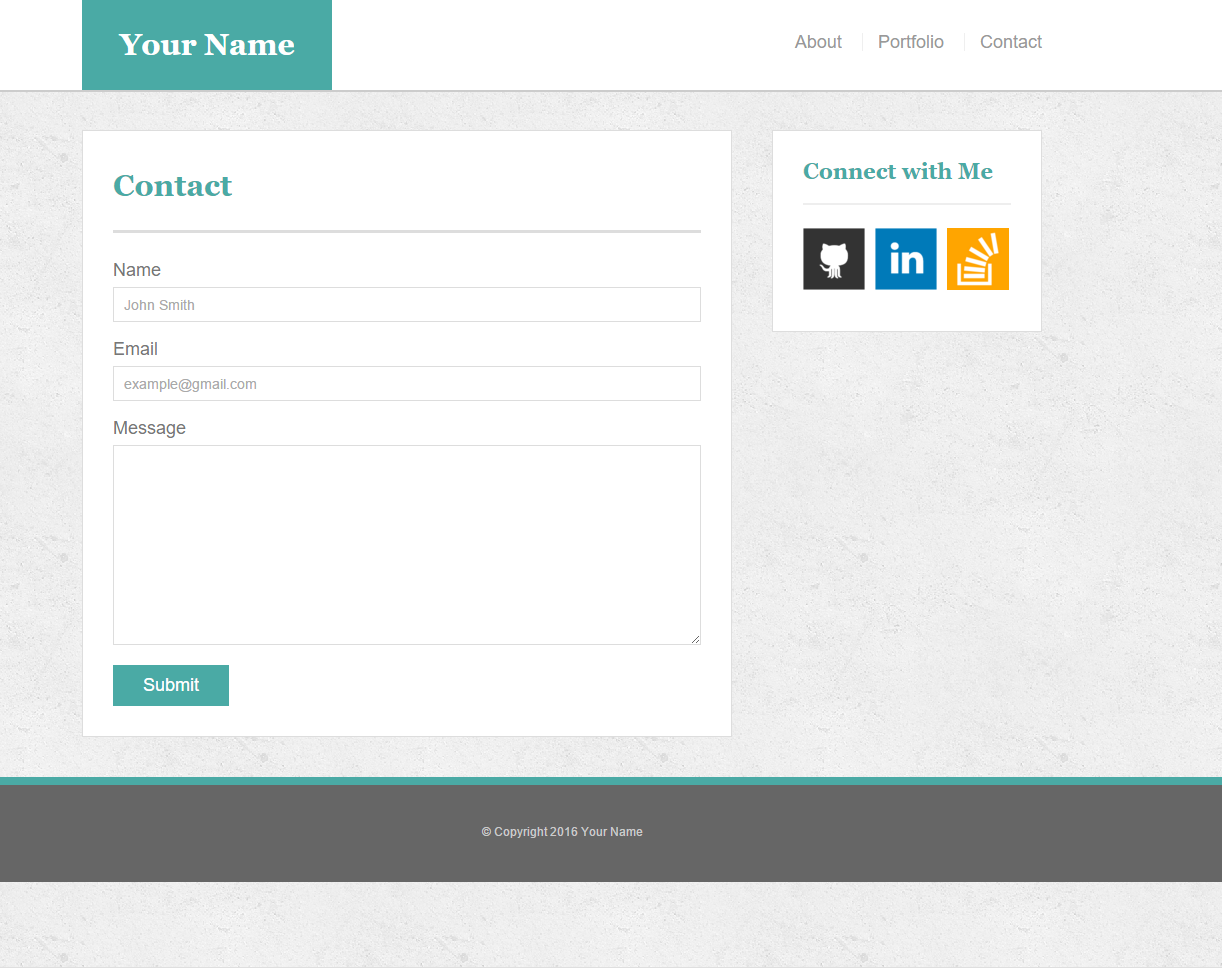 Your Name
About
Portfolio
Contact
Contact
Name
John Smith
Email
example@gmail.com
Message
Submit
Connect with Me
in
© Copyright 2016 Your Name